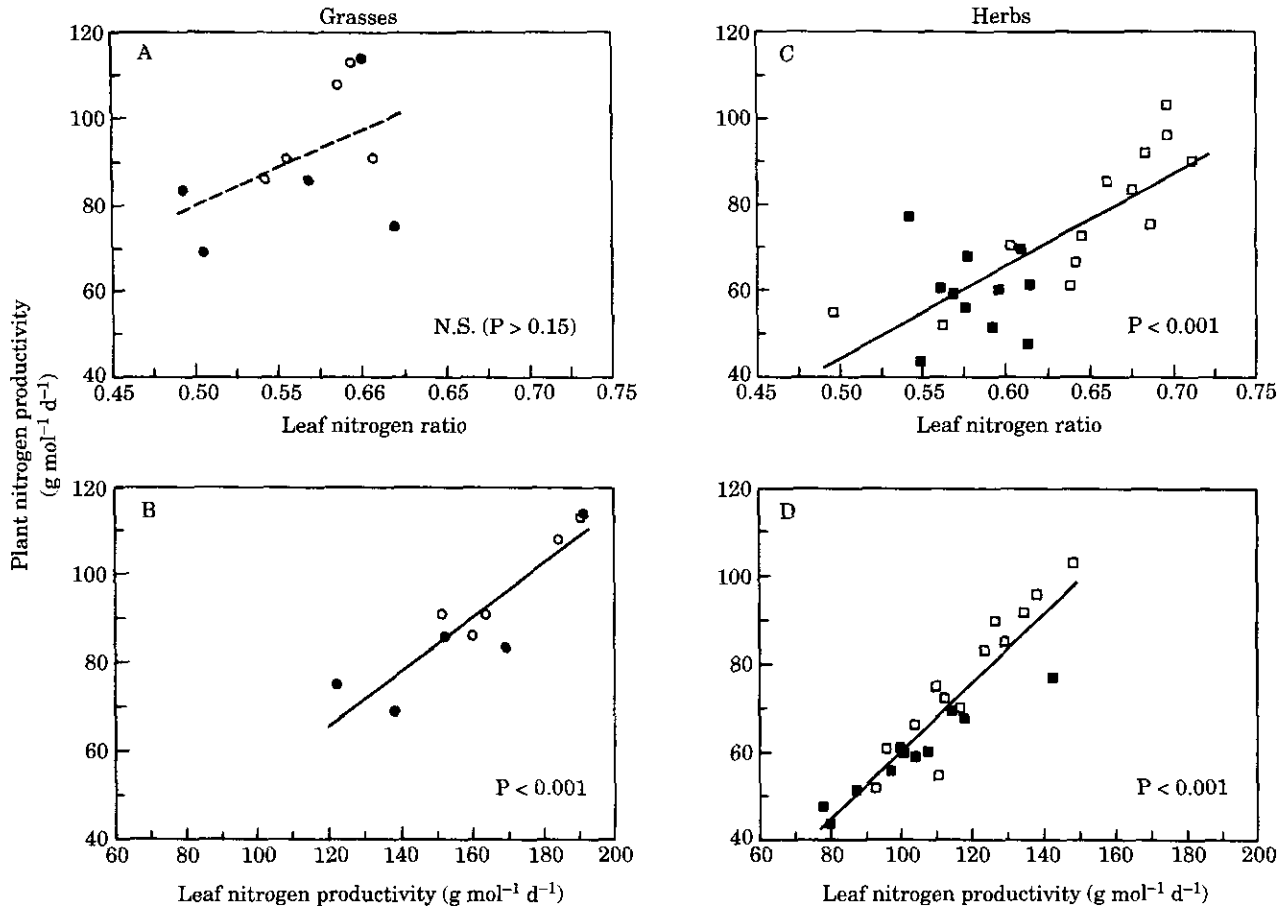 Grasses
Herbs
Plant nitrogen productivity
(g mol⁻¹ d⁻¹)
120
100
80
60
40
A
N.S. (P > 0.15)
0.45 0.50 0.55 0.60 0.65 0.70 0.75
Leaf nitrogen ratio
120
100
80
60
40
C
P < 0.001
0.45 0.50 0.55 0.60 0.65 0.70 0.75
Leaf nitrogen ratio
120
100
80
60
40
B
P < 0.001
60 80 100 120 140 160 180 200
Leaf nitrogen productivity (g mol⁻¹ d⁻¹)
120
100
80
60
40
D
P < 0.001
60 80 100 120 140 160 180 200
Leaf nitrogen productivity (g mol⁻¹ d⁻¹)